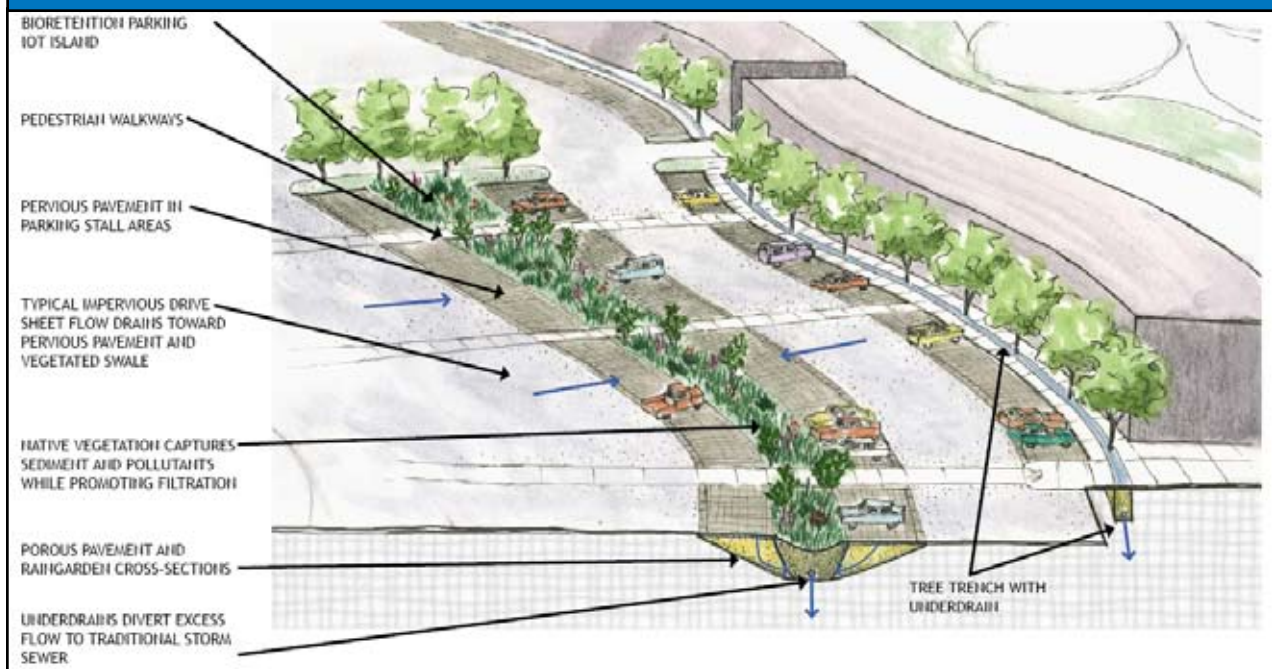 BIORETENTION PARKING
lOT ISLAND
PEDESTRIAN WALKWAYS
PERVIOUS PAVEMENT IN
PARKING STALL AREAS
TYPICAL IMPERVIOUS DRIVE
SHEET FLOW DRAINS TOWARD
PERVIOUS PAVEMENT AND
VEGETATED SWALE
NATIVE VEGETATION CAPTURES
SEDIMENT AND POLLUTANTS
WHILE PROMOTING FILTRATION
POROUS PAVEMENT AND
RAINGARDEN CROSS-SECTIONS
UNDERDRAINS DIVERT EXCESS
FLOW TO TRADITIONAL STORM
SEWER
TREE TRENCH WITH
UNDERDRAIN